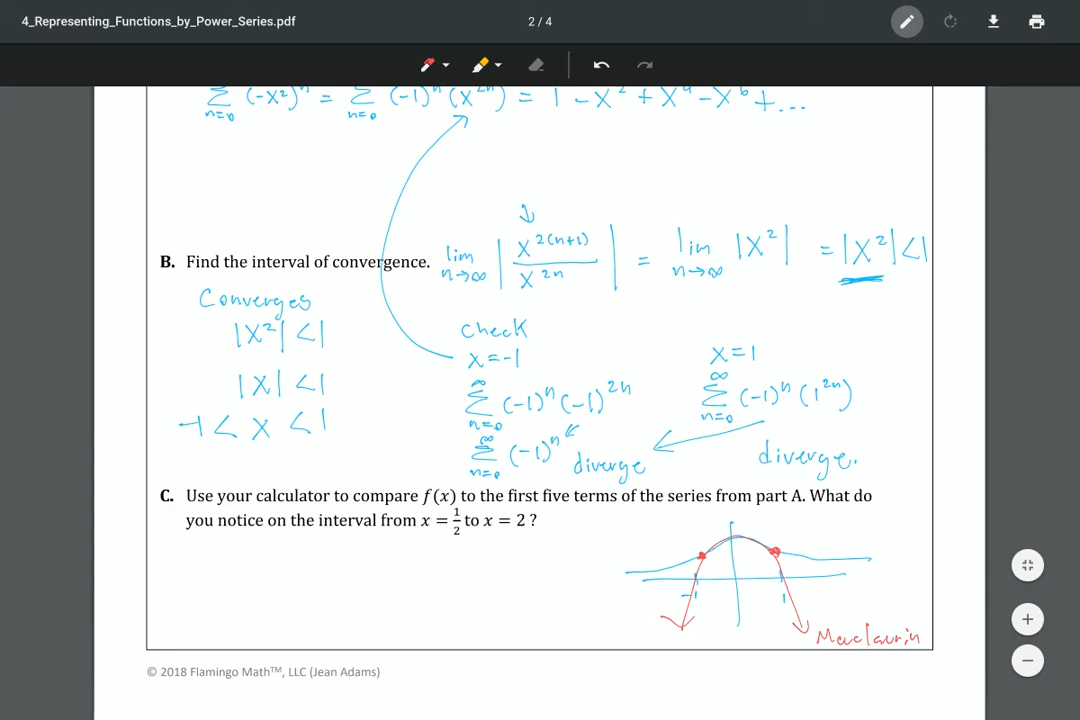 4_Representing_Functions_by_Power_Series.pdf
2 / 4
∑ n=0 (-x²)ⁿ = ∑ n=0 (-1)ⁿ (x²ⁿ) = 1 - x² + x⁴ - x⁶ + ...
B. Find the interval of convergence.
lim n→∞ | x^2(n+1) / x^2n | = lim n→∞ |x²| = |x²| < 1
Converges
|x²| < 1
|x| < 1
-1 < x < 1
check
x = -1
∞ ∑ n=0 (-1)ⁿ (-1)²ⁿ
∞ ∑ n=0 (-1)ⁿ diverge
x = 1
∞ ∑ n=0 (-1)ⁿ (1²ⁿ)
diverge.
C. Use your calculator to compare f(x) to the first five terms of the series from part A. What do
you notice on the interval from x = 1/2 to x = 2 ?
-1
1
Maclaurin
© 2018 Flamingo Math™, LLC (Jean Adams)